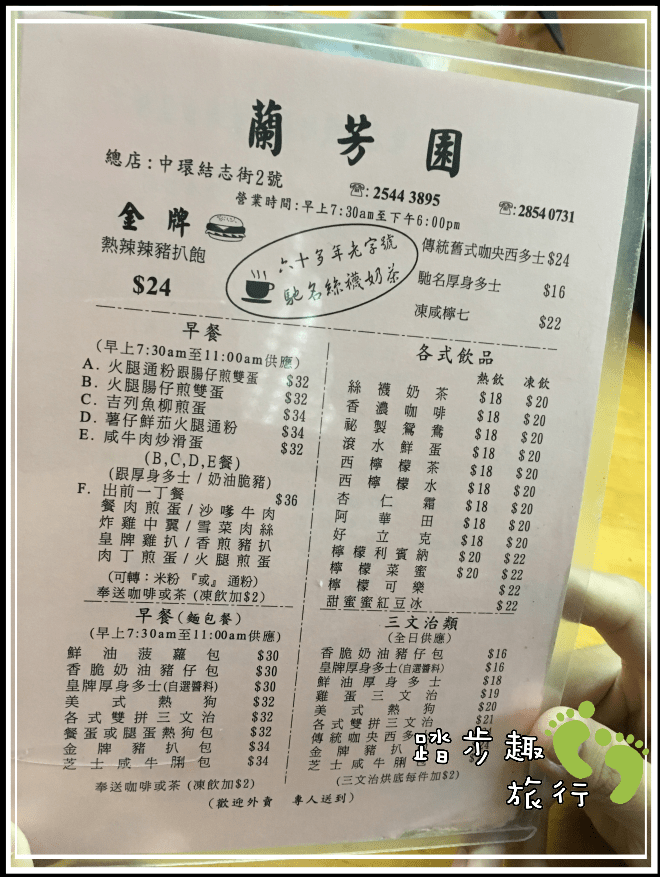 蘭芳園
總店:中環結志街2號
☎:2544 3895
☎:2854 0731
營業時間:早上7:30am至下午6:00pm
金牌
熱辣辣豬扒飽
$24
六十多年老字號
馳名絲襪奶茶
傳統舊式咖央西多士 $24
馳名厚身多士 $16
凍咸檸七 $22
早餐
(早上7:30am至11:00am供應)
A. 火腿通粉跟腸仔煎雙蛋 $32
B. 火腿腸仔煎雙蛋 $32
C. 吉列魚柳煎蛋 $34
D. 薯仔鮮茄火腿通粉 $34
E. 咸牛肉炒滑蛋 $32
(B,C,D,E餐)
(跟厚身多士/奶油脆豬)
F. 出前一丁餐 $36
餐肉煎蛋/沙嗲牛肉
炸雞中翼/雪菜肉絲
皇牌雞扒/香煎豬扒
肉丁煎蛋/火腿煎蛋
(可轉:米粉『或』通粉)
奉送咖啡或茶 (凍飲加$2)
各式飲品
熱飲 凍飲
絲襪奶茶 $18 $20
香濃咖啡 $18 $20
祕製鴛鴦 $18 $20
滾水鮮蛋 $18 $20
西檸檬茶 $18 $20
西檸檬水 $18 $20
杏仁霜 $18 $20
阿華田 $18 $20
好立克 $18 $20
檸檬利賓納 $20 $22
檸檬菜蜜 $20 $22
檸檬可樂 $22
甜蜜蜜紅豆冰 $22
早餐(麵包餐)
(早上7:30am至11:00am供應)
鮮油菠蘿包 $30
香脆奶油豬仔包 $30
皇牌厚身多士(自選醬料) $30
美式熱狗 $32
各式雙拼三文治 $32
餐蛋或腿蛋熱狗包 $32
金牌豬扒包 $34
芝士咸牛脷包 $34
奉送咖啡或茶 (凍飲加$2)
三文治類
(全日供應)
香脆奶油豬仔包 $16
皇牌厚身多士(自選醬料) $16
鮮油厚身多士 $18
雞蛋三文治 $19
美式熱狗 $20
各式雙拼三文治 $21
傳統咖央西多
金牌豬扒
芝士咸牛脷包
(三文治烘底每件加$2)
(歡迎外賣 專人送到)
踏步趣
旅行